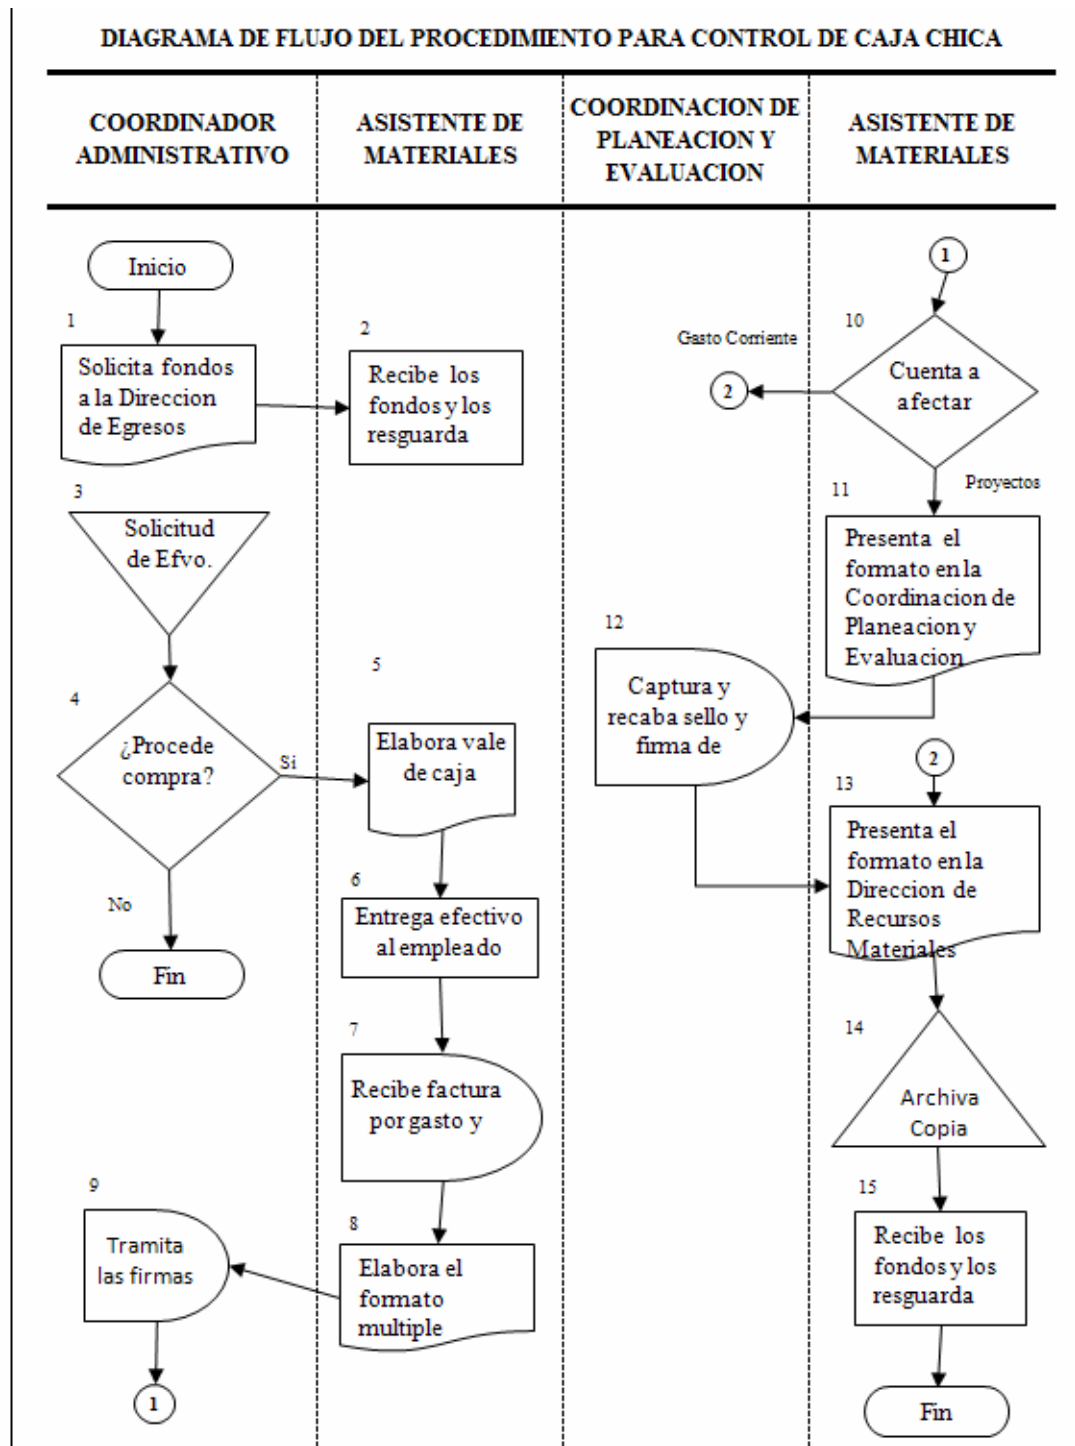 DIAGRAMA DE FLUJO DEL PROCEDIMIENTO PARA CONTROL DE CAJA CHICA
COORDINADOR
ADMINISTRATIVO
ASISTENTE DE
MATERIALES
COORDINACION DE
PLANEACION Y
EVALUACION
ASISTENTE DE
MATERIALES
Inicio
1
Solicita fondos
a la Direccion
de Egresos
2
Recibe los
fondos y los
resguarda
3
Solicitud
de Efvo.
4
¿Procede
compra?
Si
No
Fin
5
Elabora vale
de caja
6
Entrega efectivo
al empleado
7
Recibe factura
por gasto y
8
Elabora el
formato
multiple
9
Tramita
las firmas
1
1
10
Cuenta a
afectar
Gasto Corriente
2
Proyectos
11
Presenta el
formato en la
Coordinacion de
Planeacion y
Evaluacion
12
Captura y
recaba sello y
firma de
2
13
Presenta el
formato en la
Direccion de
Recursos
Materiales
14
Archiva
Copia
15
Recibe los
fondos y los
resguarda
Fin